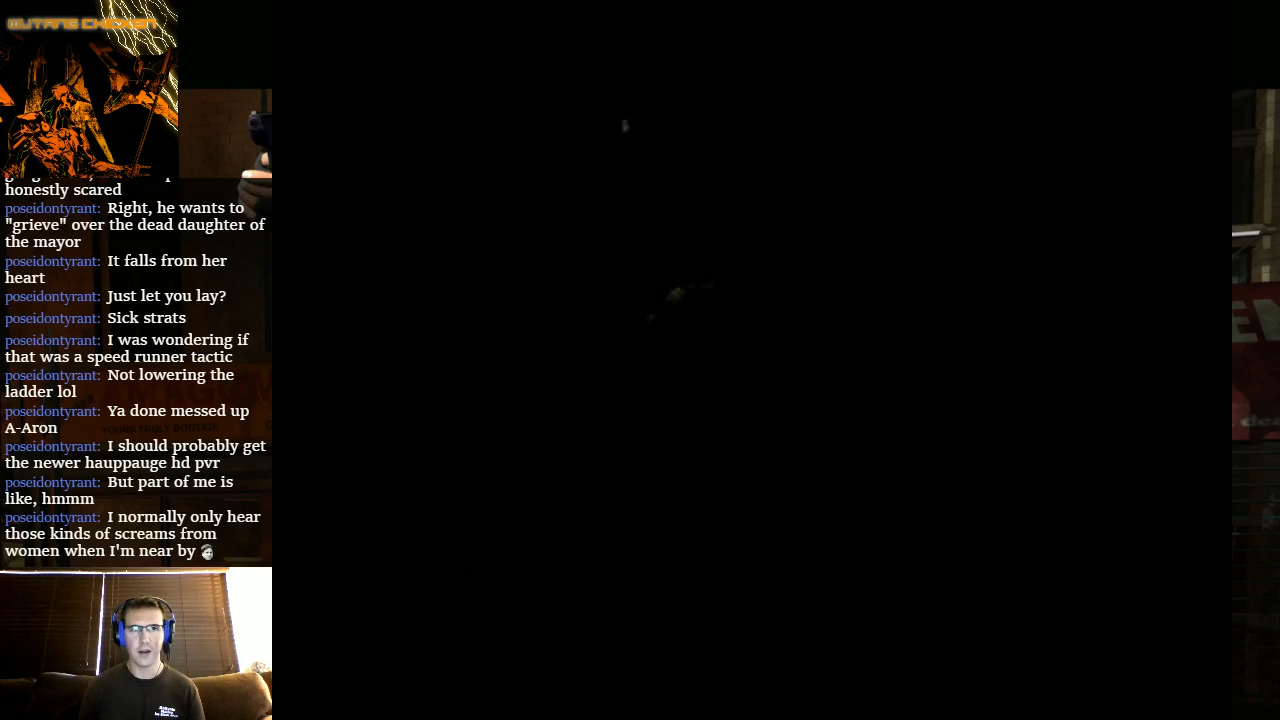 WUTANG CHICKEN
honestly scared
poseidontyrant: Right, he wants to
"grieve" over the dead daughter of
the mayor
poseidontyrant: It falls from her
heart
poseidontyrant: Just let you lay?
poseidontyrant: Sick strats
poseidontyrant: I was wondering if
that was a speed runner tactic
poseidontyrant: Not lowering the
ladder lol
poseidontyrant: Ya done messed up
A-Aron
poseidontyrant: I should probably get
the newer hauppauge hd pvr
poseidontyrant: But part of me is
like, hmmm
poseidontyrant: I normally only hear
those kinds of screams from
women when I'm near by
YOURS TRULY BOUTIQE